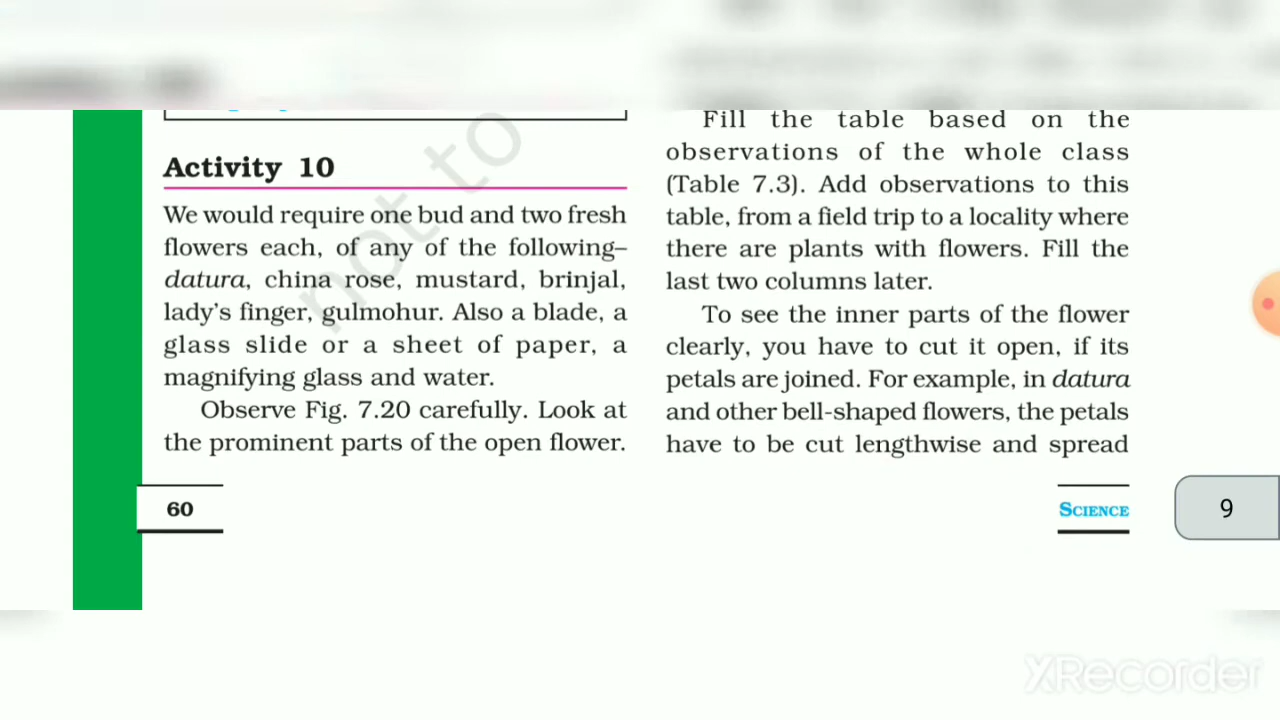 Activity 10
We would require one bud and two fresh
flowers each, of any of the following–
datura, china rose, mustard, brinjal,
lady's finger, gulmohur. Also a blade, a
glass slide or a sheet of paper, a
magnifying glass and water.
Observe Fig. 7.20 carefully. Look at
the prominent parts of the open flower.
Fill the table based on the
observations of the whole class
(Table 7.3). Add observations to this
table, from a field trip to a locality where
there are plants with flowers. Fill the
last two columns later.
To see the inner parts of the flower
clearly, you have to cut it open, if its
petals are joined. For example, in datura
and other bell-shaped flowers, the petals
have to be cut lengthwise and spread
not to
60
SCIENCE
9
XRecorder